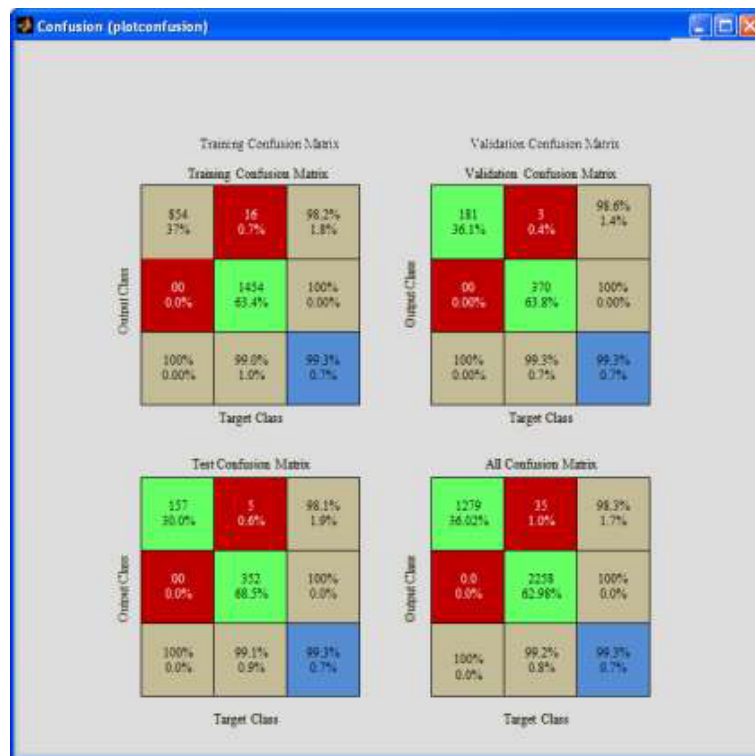 Confusion (plotconfusion)
Training Confusion Matrix
Validation Confusion Matrix
Training Confusion Matrix
Validation Confusion Matrix
854 16 98.2%
37% 0.7% 1.8%
00 1454 100%
0.0% 63.4% 0.00%
100% 99.0% 99.3%
0.00% 1.0% 0.7%
Output Class
Target Class
181 3 98.6%
36.1% 0.4% 1.4%
00 370 100%
0.00% 63.8% 0.00%
100% 99.3% 99.3%
0.00% 0.7% 0.7%
Output Class
Target Class
Test Confusion Matrix
All Confusion Matrix
157 5 98.1%
30.0% 0.6% 1.9%
00 352 100%
0.0% 68.5% 0.0%
100% 99.1% 99.3%
0.0% 0.9% 0.7%
Output Class
Target Class
1279 35 98.3%
36.02% 1.0% 1.7%
0.0 2258 100%
0.0% 62.98% 0.0%
100% 99.2% 99.3%
0.0% 0.8% 0.7%
Output Class
Target Class